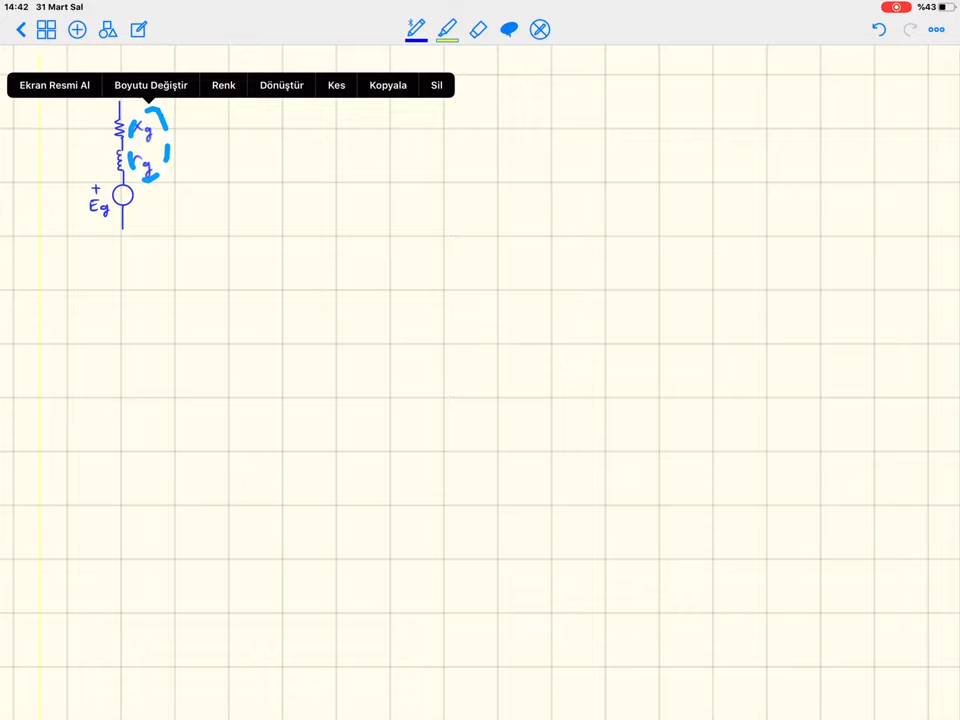 14:42 31 Mart Sal %43
Ekran Resmi Al Boyutu Değiştir Renk Dönüştür Kes Kopyala Sil
xg
rg
+
Eg